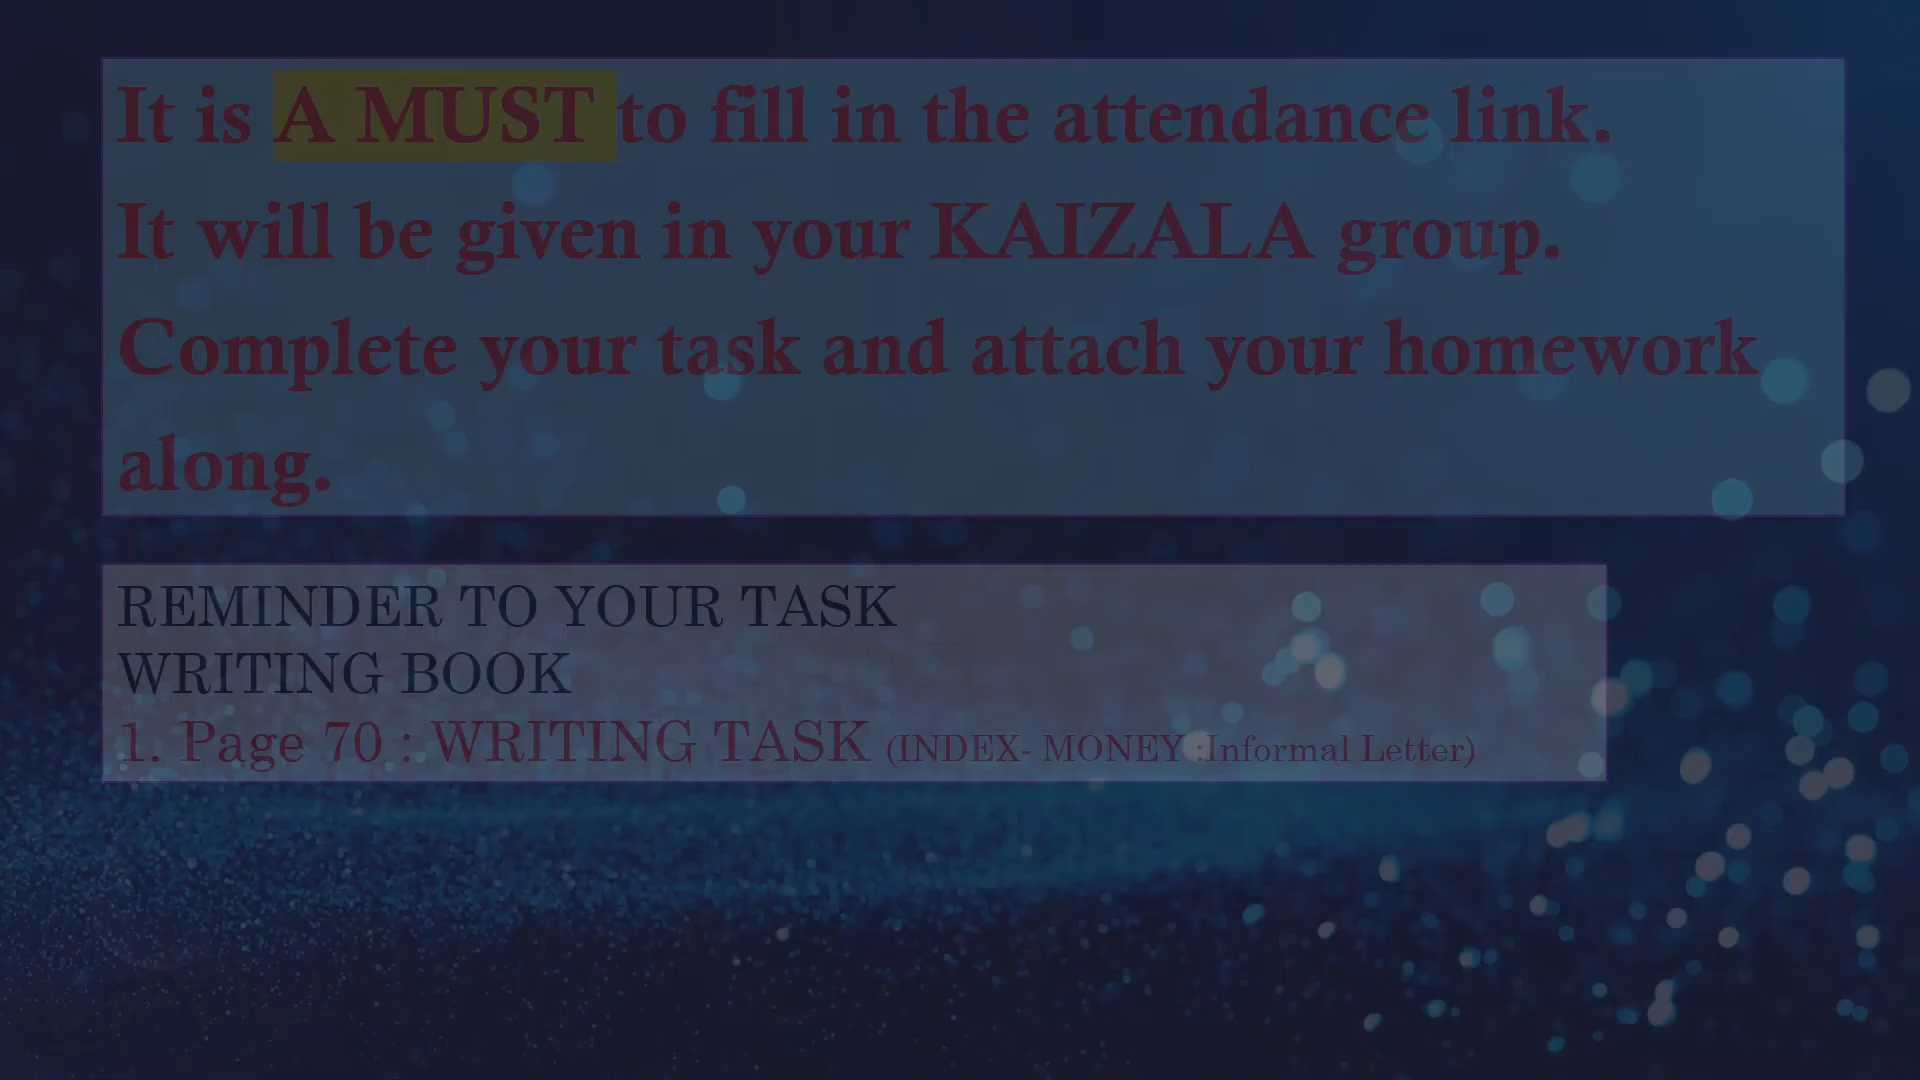 It is A MUST to fill in the attendance link.
It will be given in your KAIZALA group.
Complete your task and attach your homework
along.
REMINDER TO YOUR TASK
WRITING BOOK
1. Page 70 : WRITING TASK (INDEX- MONEY :Informal Letter)